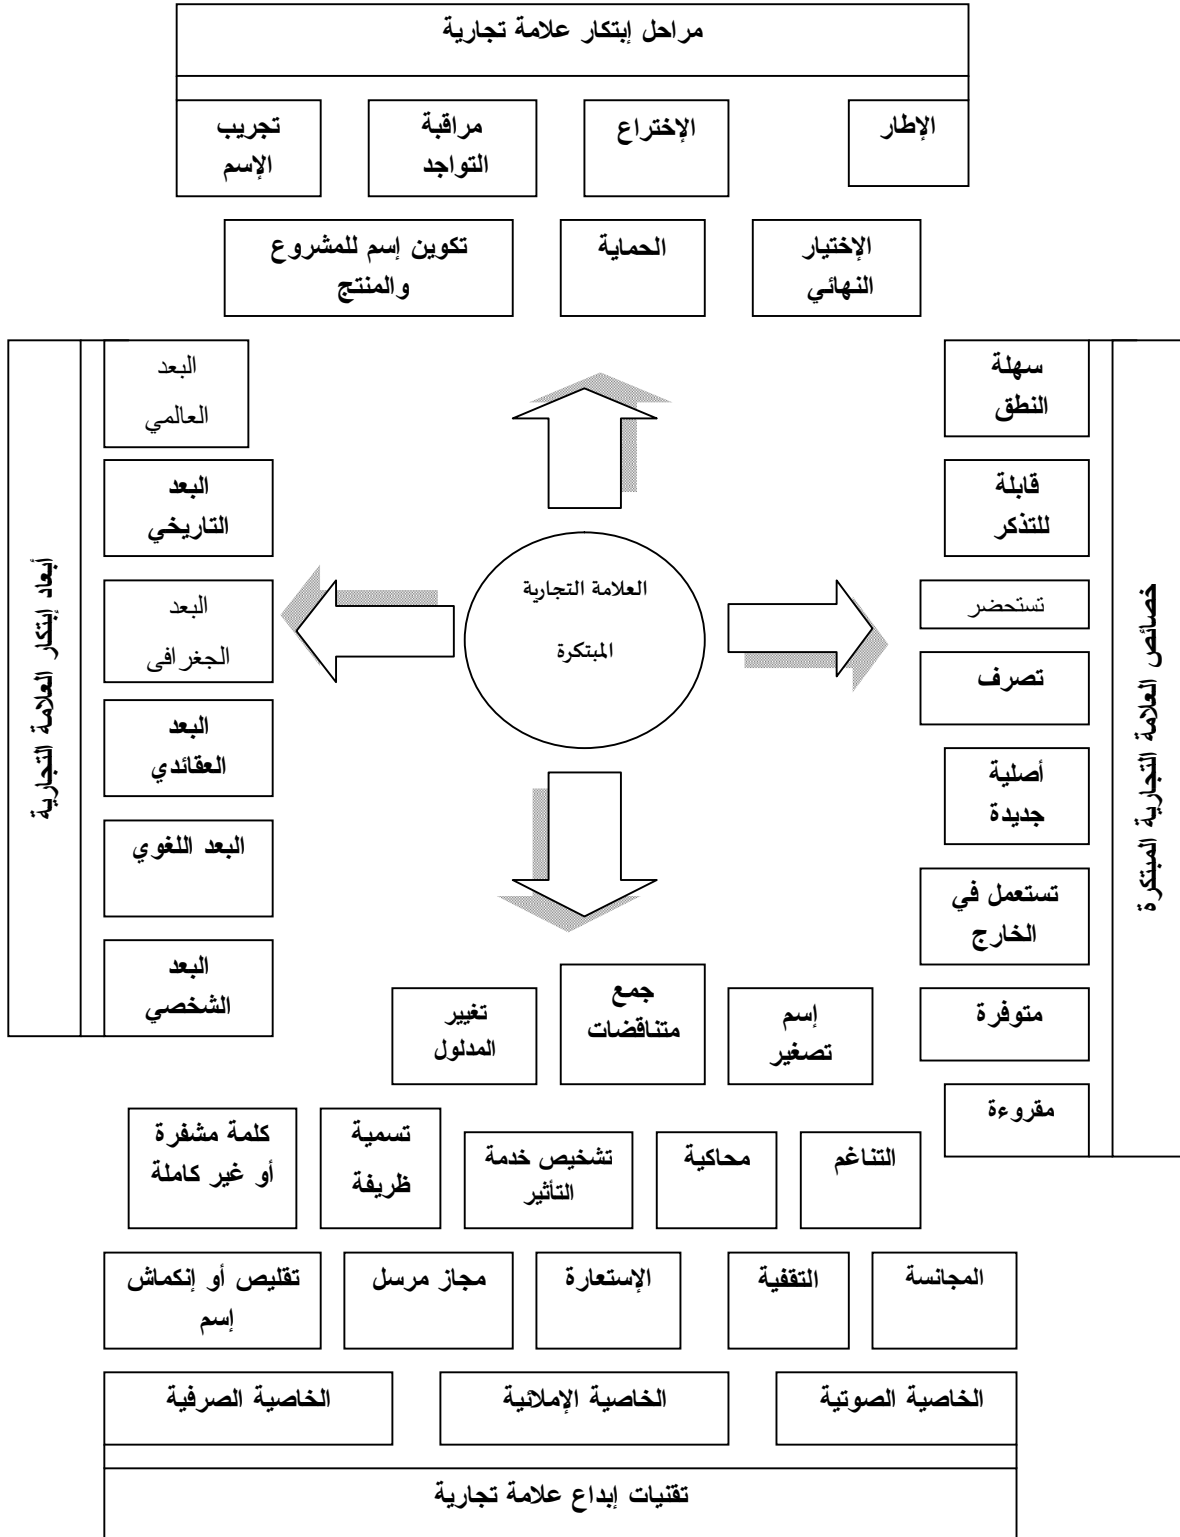 مراحل إبتكار علامة تجارية
الإطار
الإختراع
مراقبة
التواجد
تجريب
الإسم
الإختيار
النهائي
الحماية
تكوين إسم للمشروع
والمنتج
خصائص العلامة التجارية المبتكرة
سهلة
النطق
قابلة
للتذكر
تستحضر
تصرف
أصلية
جديدة
تستعمل في
الخارج
متوفرة
مقروءة
العلامة التجارية
المبتكرة
أبعاد إبتكار العلامة التجارية
البعد
العالمي
البعد
التاريخي
البعد
الجغرافي
البعد
العقائدي
البعد اللغوي
البعد
الشخصي
إسم
تصغير
جمع
متناقضات
تغيير
المدلول
التناغم
محاكية
تشخيص خدمة
التأثير
تسمية
ظريفة
كلمة مشفرة
أو غير كاملة
المجانسة
التقفية
الإستعارة
مجاز مرسل
تقليص أو إنكماش
إسم
الخاصية الصوتية
الخاصية الإملائية
الخاصية الصرفية
تقنيات إبداع علامة تجارية